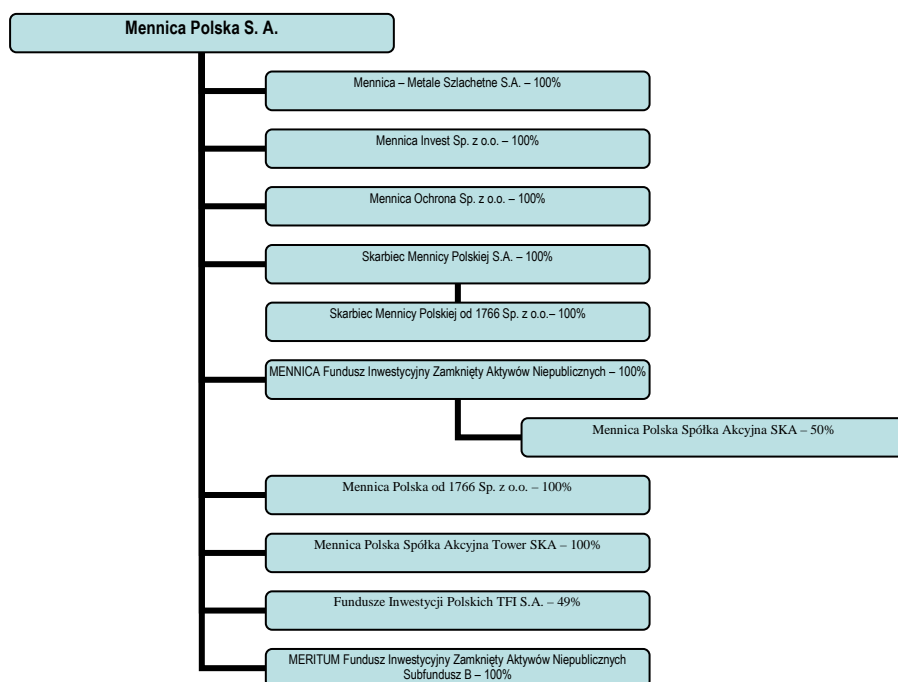 Mennica Polska S. A.
Mennica – Metale Szlachetne S.A. – 100%
Mennica Invest Sp. z o.o. – 100%
Mennica Ochrona Sp. z o.o. – 100%
Skarbiec Mennicy Polskiej S.A. – 100%
Skarbiec Mennicy Polskiej od 1766 Sp. z o.o.– 100%
MENNICA Fundusz Inwestycyjny Zamknięty Aktywów Niepublicznych – 100%
Mennica Polska Spółka Akcyjna SKA – 50%
Mennica Polska od 1766 Sp. z o.o. – 100%
Mennica Polska Spółka Akcyjna Tower SKA – 100%
Fundusze Inwestycji Polskich TFI S.A. – 49%
MERITUM Fundusz Inwestycyjny Zamknięty Aktywów Niepublicznych
Subfundusz B – 100%